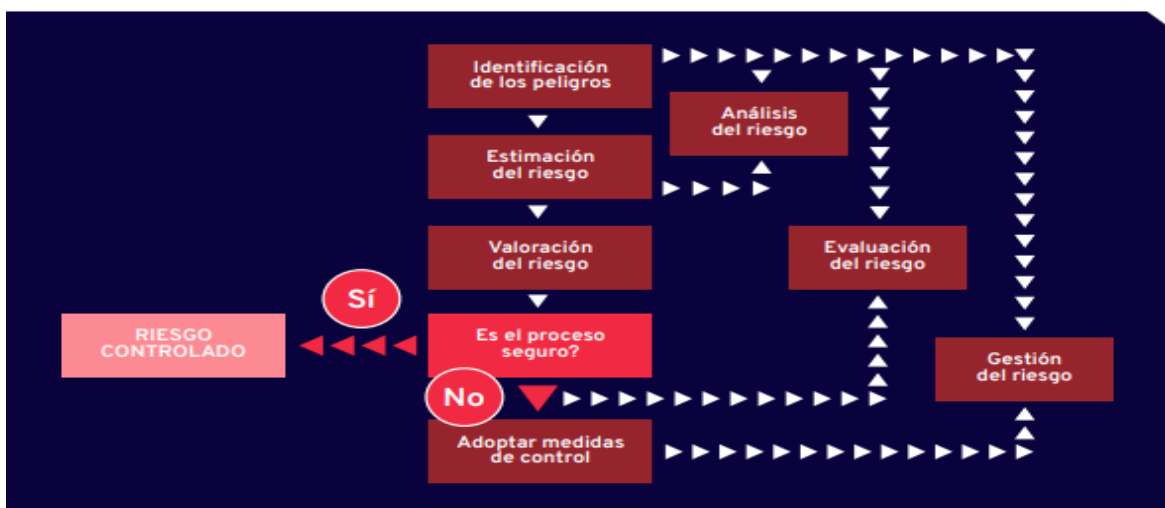 Identificación
de los peligros
Análisis
del riesgo
Estimación
del riesgo
Valoración
del riesgo
Evaluación
del riesgo
Sí
RIESGO
CONTROLADO
Es el proceso
seguro?
Gestión
del riesgo
No
Adoptar medidas
de control